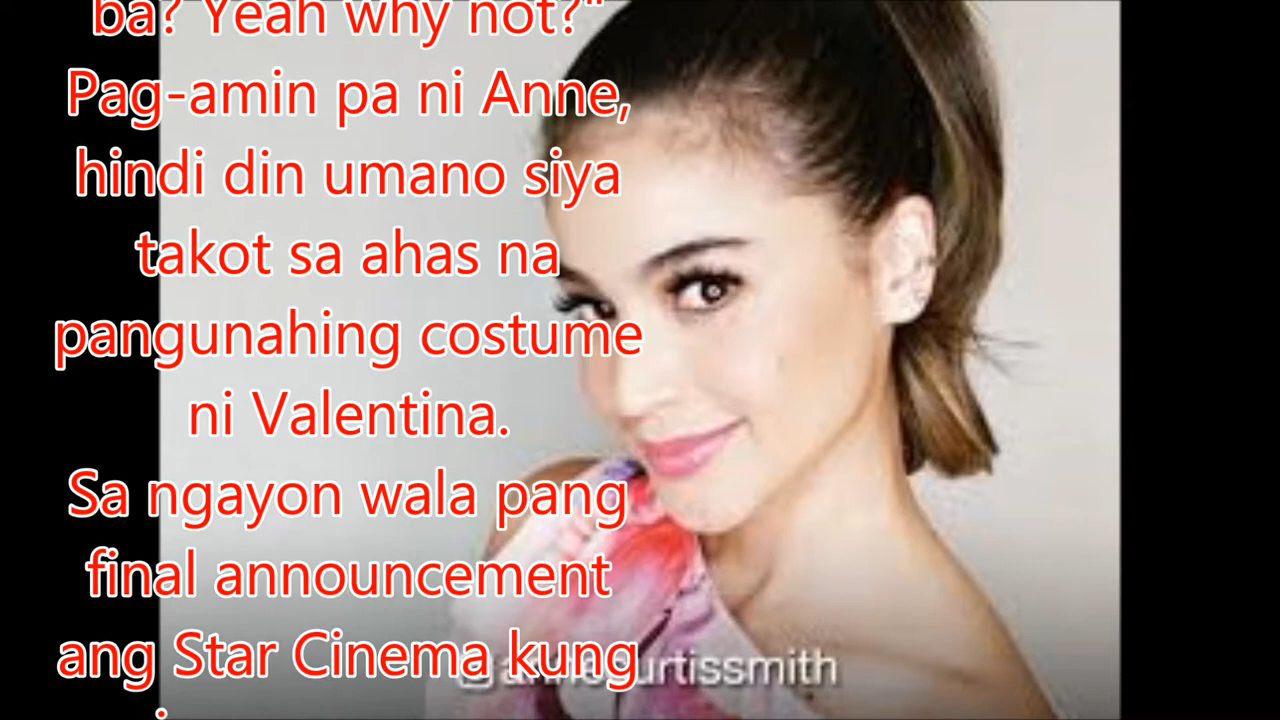 ba? Yeah why not?"
Pag-amin pa ni Anne,
hindi din umano siya
takot sa ahas na
pangunahing costume
ni Valentina.
Sa ngayon wala pang
final announcement
ang Star Cinema kung
annecurtissmith